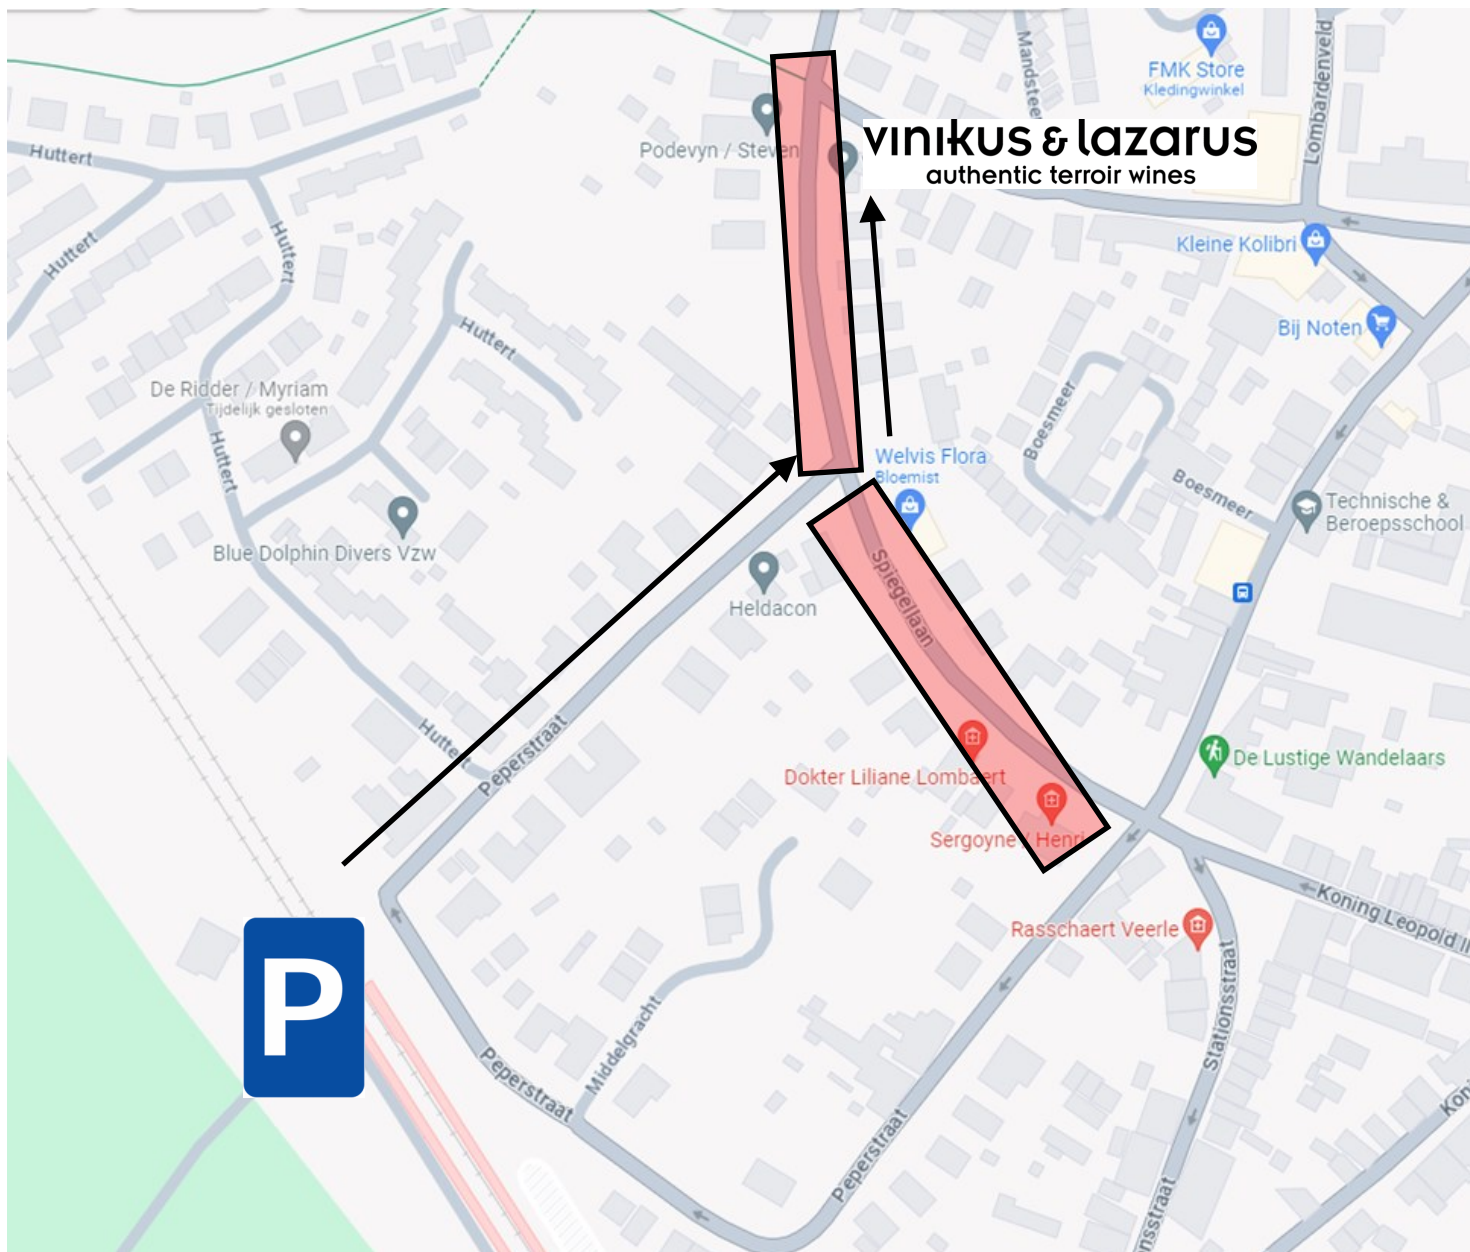 Mandstee
FMK Store
Kledingwinkel
Lombardenveld
Huttert
Podevyn / Steven
vinikus & lazarus
authentic terroir wines
Huttert
Huttert
Kleine Kolibri
Huttert
Bij Noten
De Ridder / Myriam
Tijdelijk gesloten
Boesmeer
Huttert
Welvis Flora
Bloemist
Boesmeer
Technische &
Beroepsschool
Blue Dolphin Divers Vzw
Spiegellaan
Heldacon
Huttert
Peperstraat
Dokter Liliane Lombaert
De Lustige Wandelaars
Sergoyne / Henri
Koning Leopold II
Rasschaert Veerle
P
Stationsstraat
Middelgracht
Peperstraat
Peperstraat
Kon
nsstraat